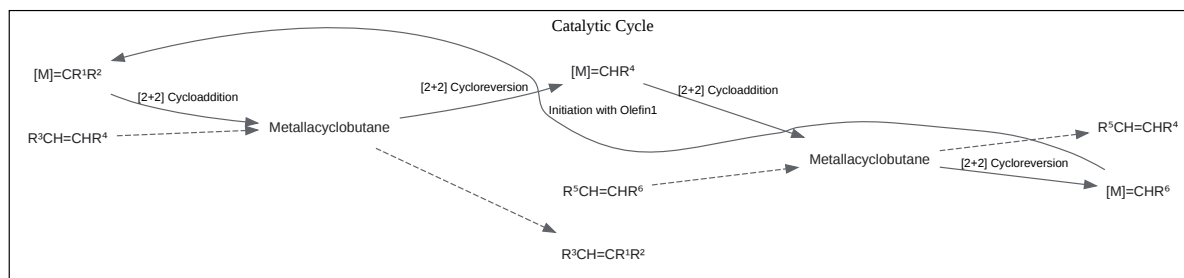 Catalytic Cycle
[M]=CR¹R²
[2+2] Cycloaddition
R³CH=CHR⁴
Metallacyclobutane
[2+2] Cycloreversion
[M]=CHR⁴
Initiation with Olefin1
[2+2] Cycloaddition
R⁵CH=CHR⁶
R³CH=CR¹R²
Metallacyclobutane
R⁵CH=CHR⁴
[2+2] Cycloreversion
[M]=CHR⁶